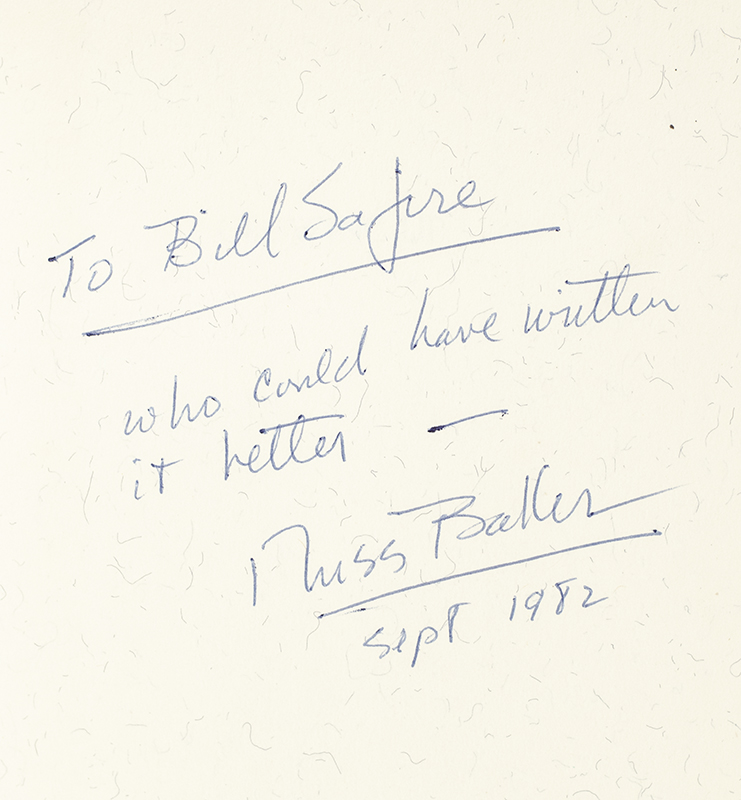 To Bill Safire
who could have written
it better —
Russ Baker
Sept 1982